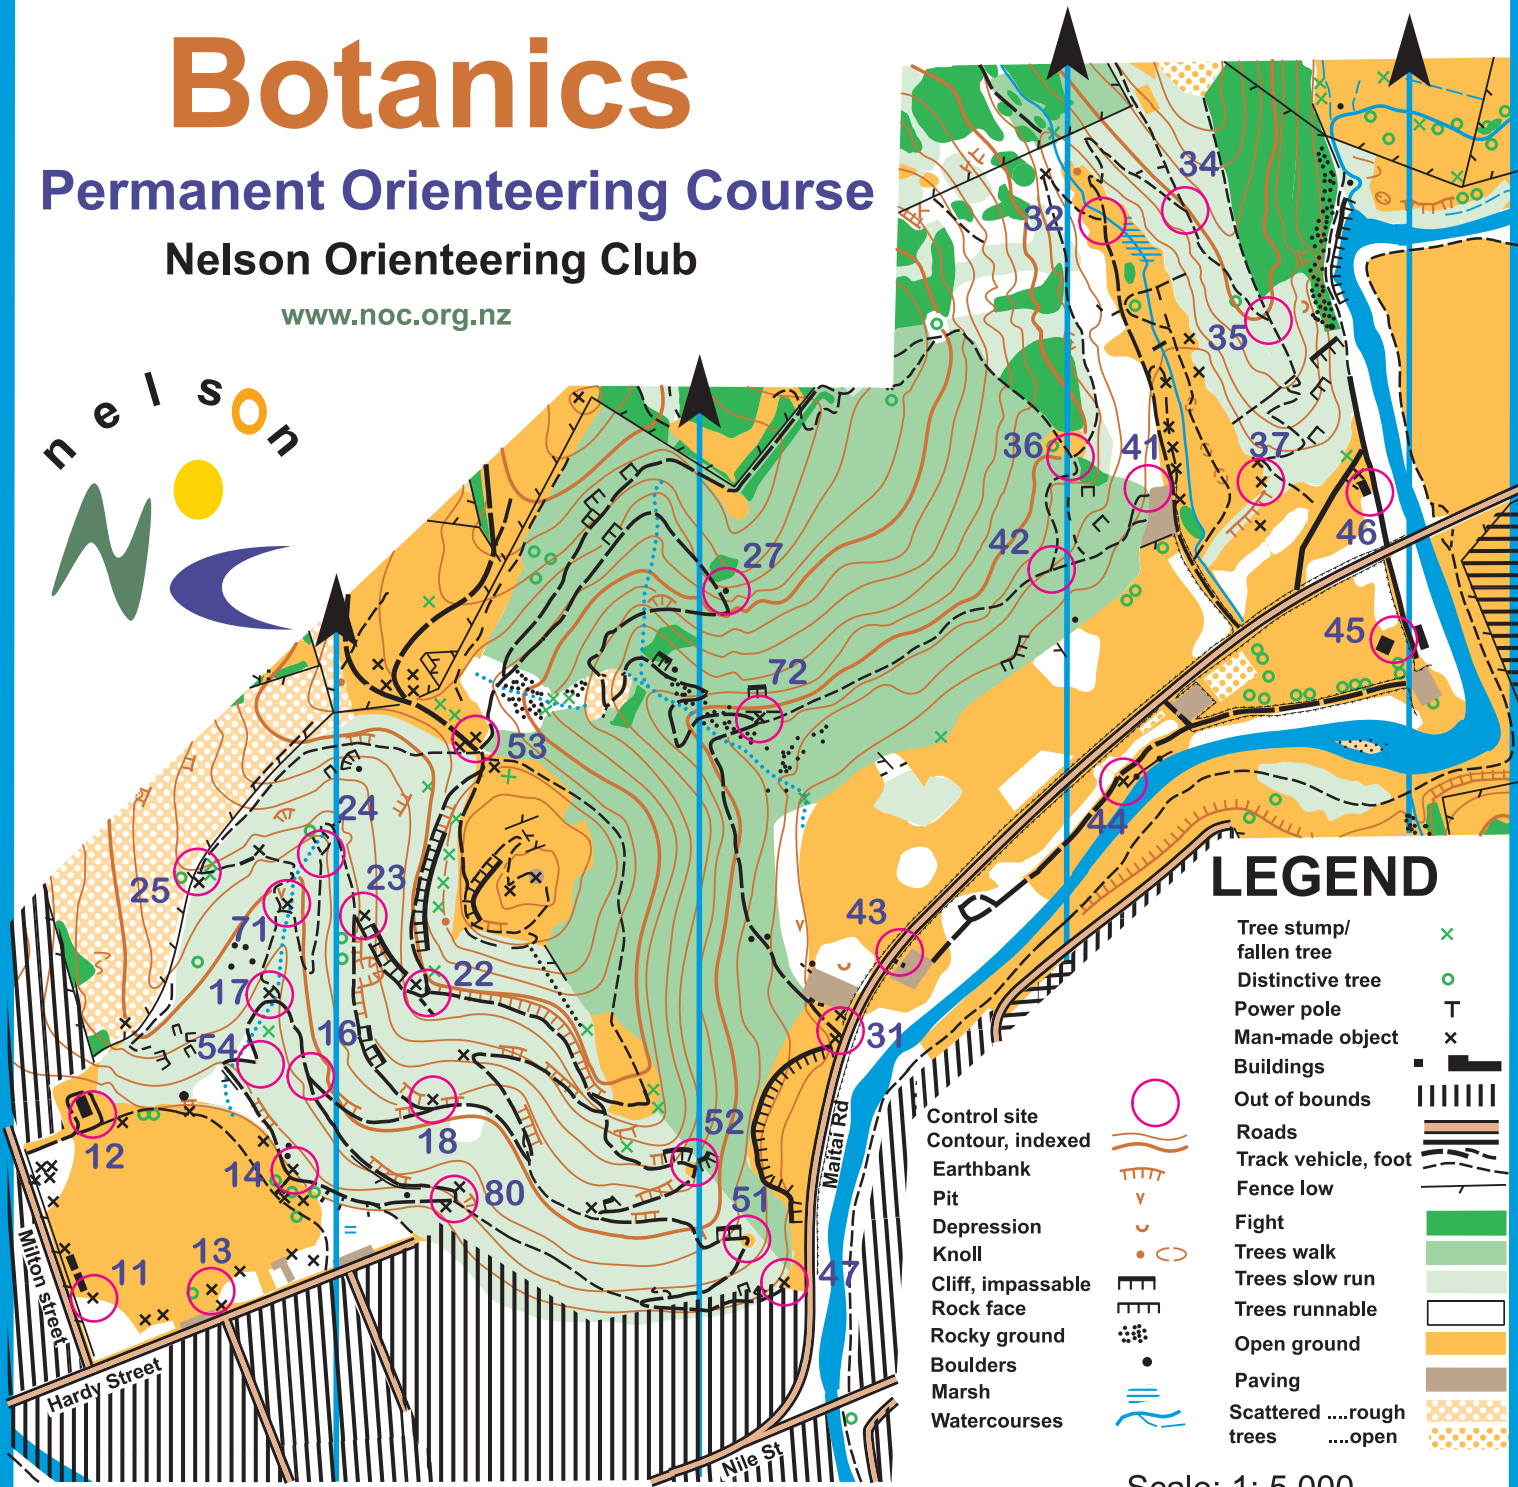 Botanics
Permanent Orienteering Course
Nelson Orienteering Club
www.noc.org.nz
nelson
34
32
35
36
41
37
46
42
27
45
72
53
24
44
25
23
71
43
22
17
31
16
54
18
52
12
14
80
51
11
13
47
Milton street
Hardy Street
Maitai Rd
Nile St
LEGEND
Tree stump/
fallen tree
Distinctive tree
Power pole
Man-made object
Buildings
Out of bounds
Roads
Track vehicle, foot
Fence low
Fight
Trees walk
Trees slow run
Trees runnable
Open ground
Paving
Scattered ....rough
trees ....open
Control site
Contour, indexed
Earthbank
Pit
Depression
Knoll
Cliff, impassable
Rock face
Rocky ground
Boulders
Marsh
Watercourses
Scale: 1: 5 000